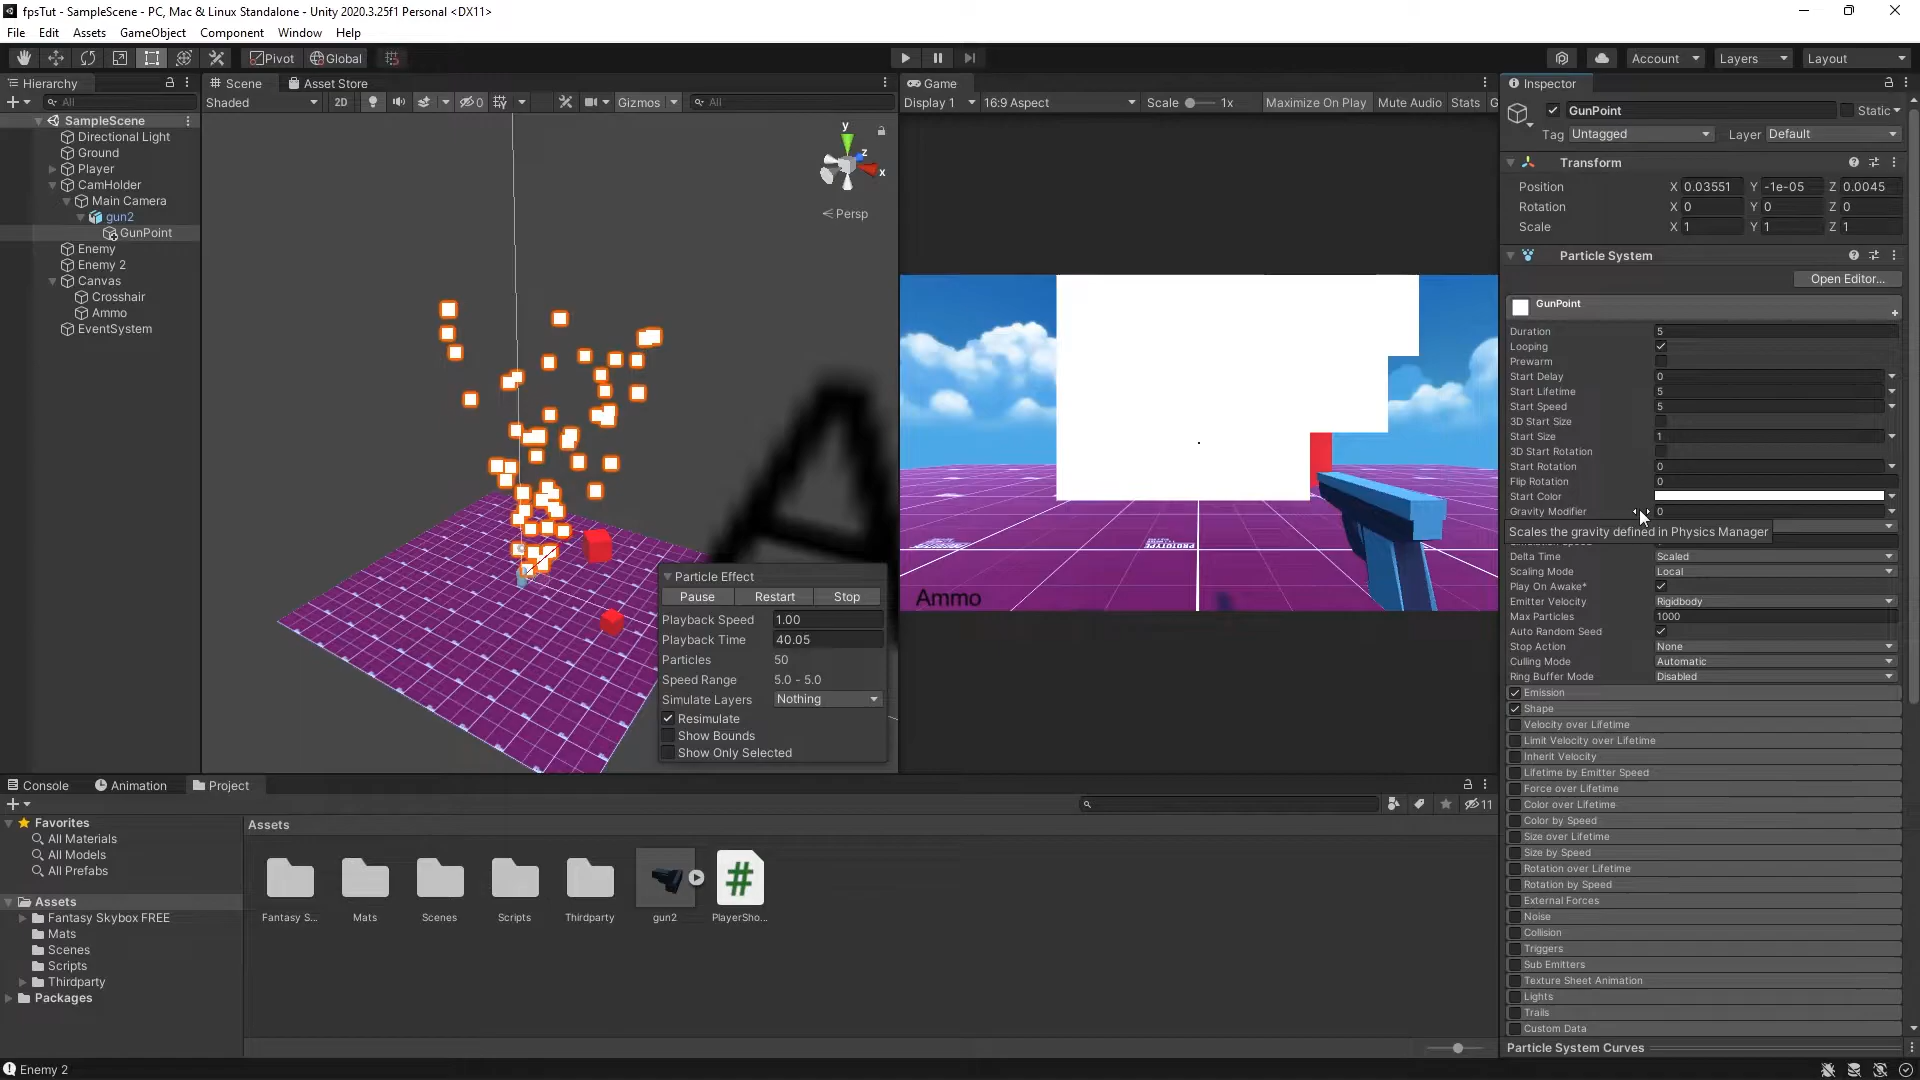 fpsTut - SampleScene - PC, Mac & Linux Standalone - Unity 2020.3.25f1 Personal <DX11>
File Edit Assets GameObject Component Window Help
Pivot Global Account Layers Layout
Hierarchy
All
SampleScene
Directional Light
Ground
Player
CamHolder
Main Camera
gun2
GunPoint
Enemy
Enemy 2
Canvas
Crosshair
Ammo
EventSystem
Scene Asset Store
Shaded 2D 0 Gizmos All
y
z
x
Persp
Particle Effect
Pause Restart Stop
Playback Speed 1.00
Playback Time 40.05
Particles 50
Speed Range 5.0 - 5.0
Simulate Layers Nothing
Resimulate
Show Bounds
Show Only Selected
Game
Display 1 16:9 Aspect Scale 1x Maximize On Play Mute Audio Stats G
PROTOTYPE
Ammo
Inspector
GunPoint Static
Tag Untagged Layer Default
Transform
Position X 0.03551 Y -1e-05 Z 0.0045
Rotation X 0 Y 0 Z 0
Scale X 1 Y 1 Z 1
Particle System
Open Editor...
GunPoint
Duration 5
Looping
Prewarm
Start Delay 0
Start Lifetime 5
Start Speed 5
3D Start Size
Start Size 1
3D Start Rotation
Start Rotation 0
Flip Rotation 0
Start Color
Gravity Modifier 0
Scales the gravity defined in Physics Manager
Delta Time Scaled
Scaling Mode Local
Play On Awake*
Emitter Velocity Rigidbody
Max Particles 1000
Auto Random Seed
Stop Action None
Culling Mode Automatic
Ring Buffer Mode Disabled
Emission
Shape
Velocity over Lifetime
Limit Velocity over Lifetime
Inherit Velocity
Lifetime by Emitter Speed
Force over Lifetime
Color over Lifetime
Color by Speed
Size over Lifetime
Size by Speed
Rotation over Lifetime
Rotation by Speed
External Forces
Noise
Collision
Triggers
Sub Emitters
Texture Sheet Animation
Lights
Trails
Custom Data
Particle System Curves
Console Animation Project
11
Favorites
All Materials
All Models
All Prefabs
Assets
Fantasy Skybox FREE
Mats
Scenes
Scripts
Thirdparty
Packages
Assets
Fantasy S... Mats Scenes Scripts Thirdparty gun2 PlayerSho...
Enemy 2